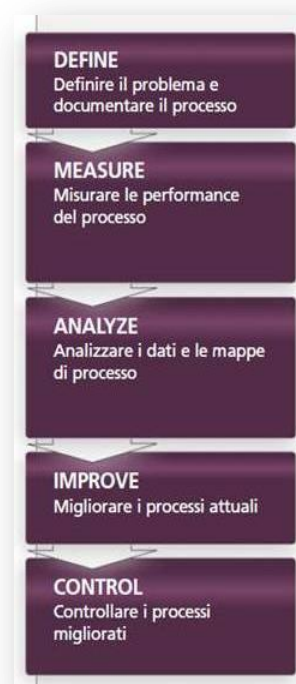 DEFINE
Definire il problema e
documentare il processo
MEASURE
Misurare le performance
del processo
ANALYZE
Analizzare i dati e le mappe
di processo
IMPROVE
Migliorare i processi attuali
CONTROL
Controllare i processi
migliorati